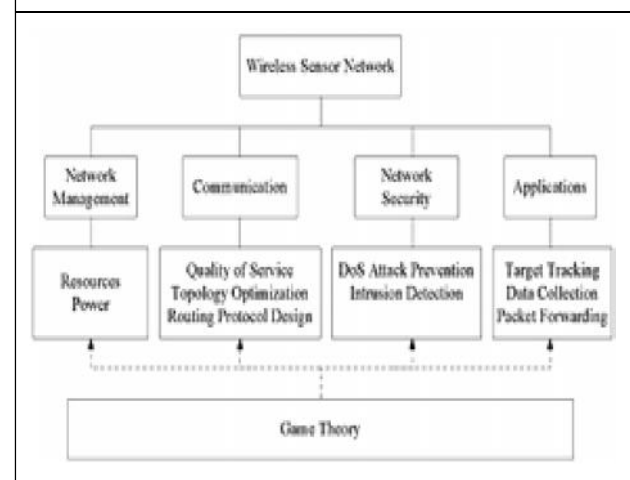 Wireless Sensor Network
Network
Management
Communication
Network
Security
Applications
Resources
Power
Quality of Service
Topology Optimization
Routing Protocol Design
DoS Attack Prevention
Intrusion Detection
Target Tracking
Data Collection
Packet Forwarding
Game Theory